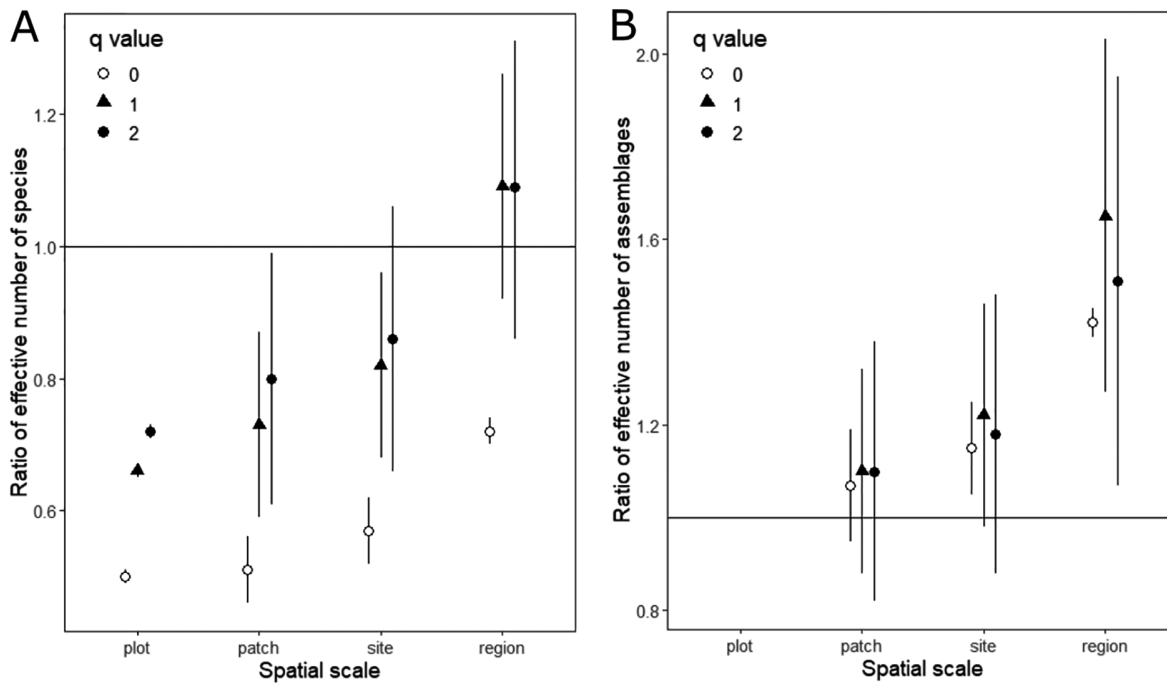 A
q value
0
1
2
1.2
1.0
0.8
0.6
Ratio of effective number of species
plot
patch
site
region
Spatial scale
B
q value
0
1
2
2.0
1.6
1.2
0.8
Ratio of effective number of assemblages
plot
patch
site
region
Spatial scale